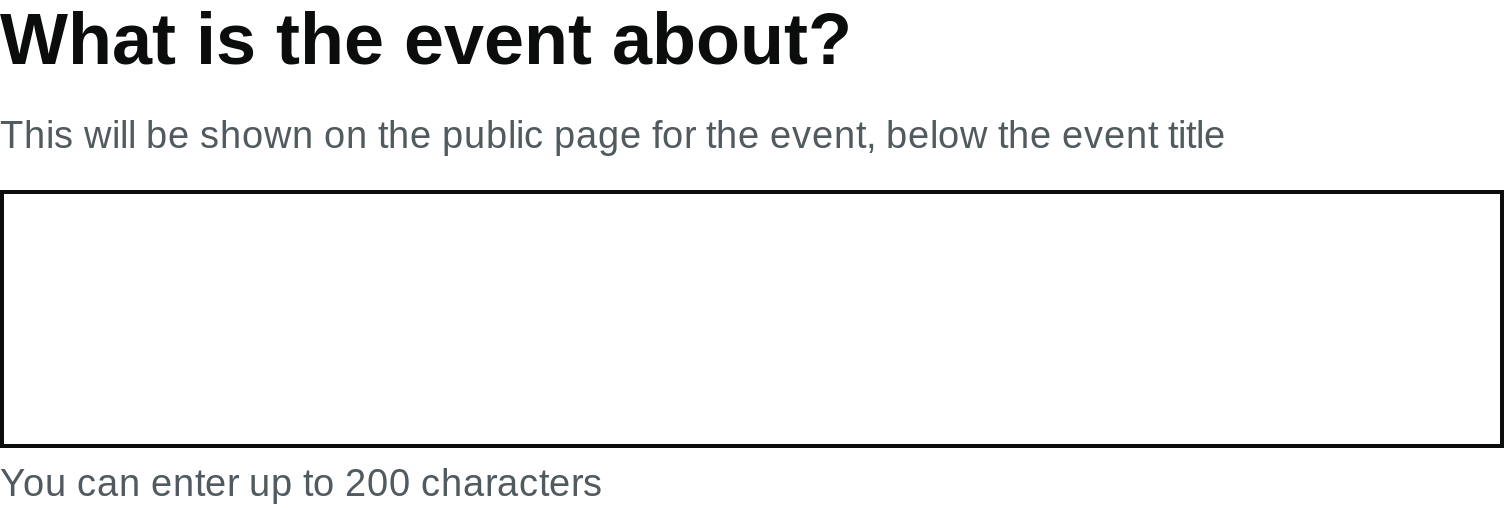 What is the event about?
This will be shown on the public page for the event, below the event title
You can enter up to 200 characters